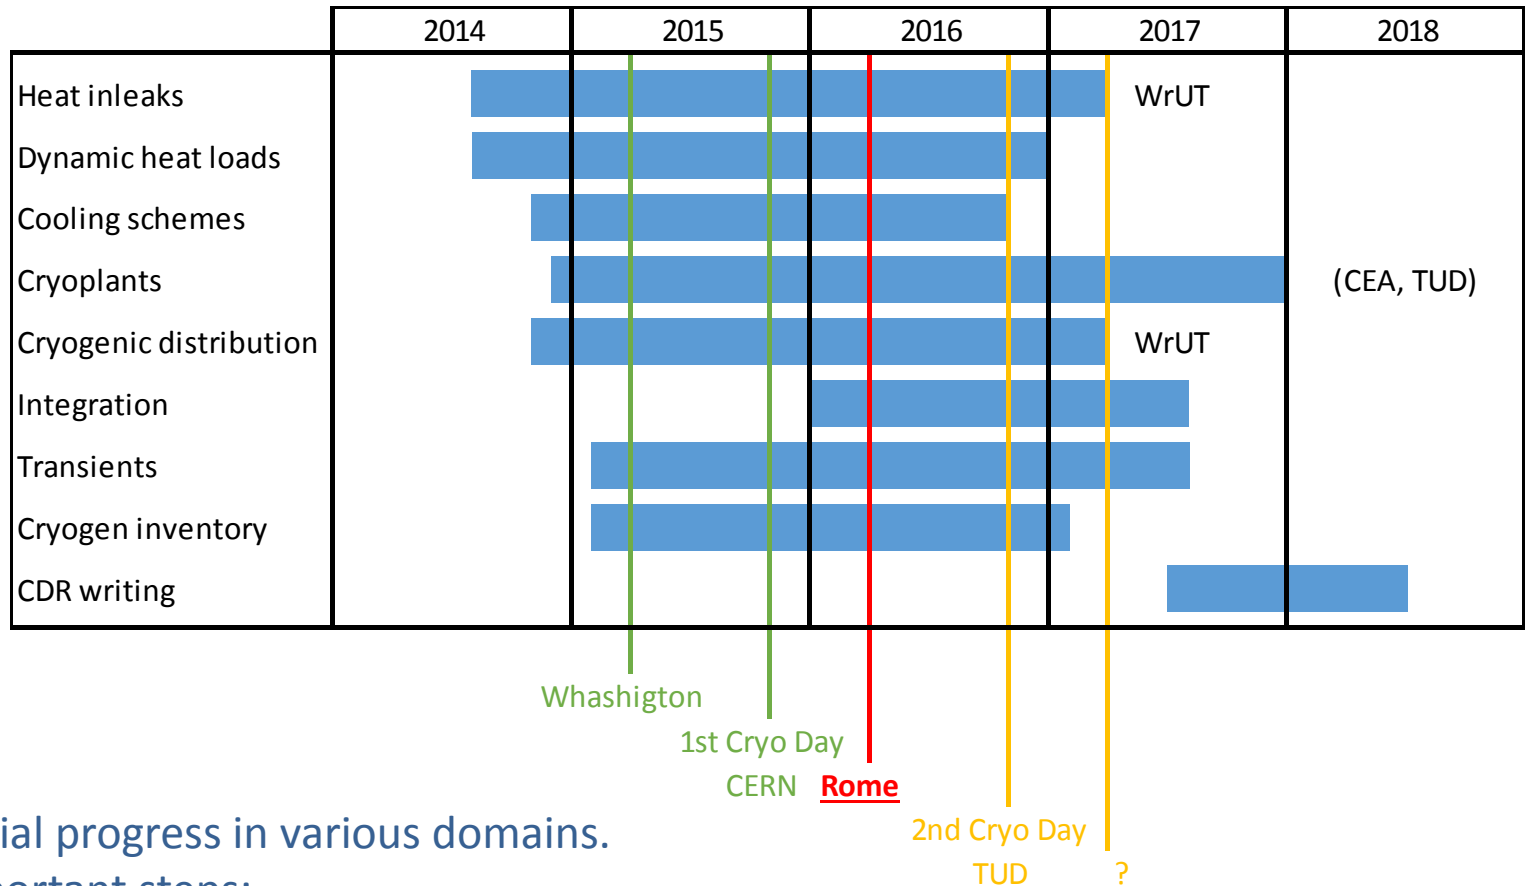 2014 2015 2016 2017 2018
Heat inleaks WrUT
Dynamic heat loads
Cooling schemes
Cryoplants (CEA, TUD)
Cryogenic distribution WrUT
Integration
Transients
Cryogen inventory
CDR writing
Whashigton
1st Cryo Day
CERN Rome
ial progress in various domains.
2nd Cryo Day
TUD ?